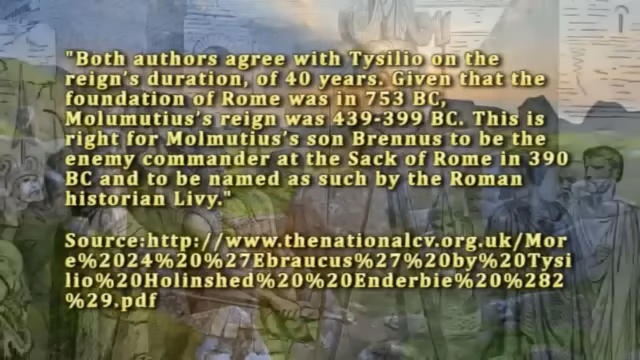 "Both authors agree with Tysilio on the
reign's duration, of 40 years. Given that the
foundation of Rome was in 753 BC,
Molumutius's reign was 439-399 BC. This is
right for Molmutius's son Brennus to be the
enemy commander at the Sack of Rome in 390
BC and to be named as such by the Roman
historian Livy."
Source:http://www.thenationalcv.org.uk/Mor
e%2024%20%27Ebraucus%27%20by%20Tysi
lio%20Holinshed%20%20Enderbie%20%282
%29.pdf